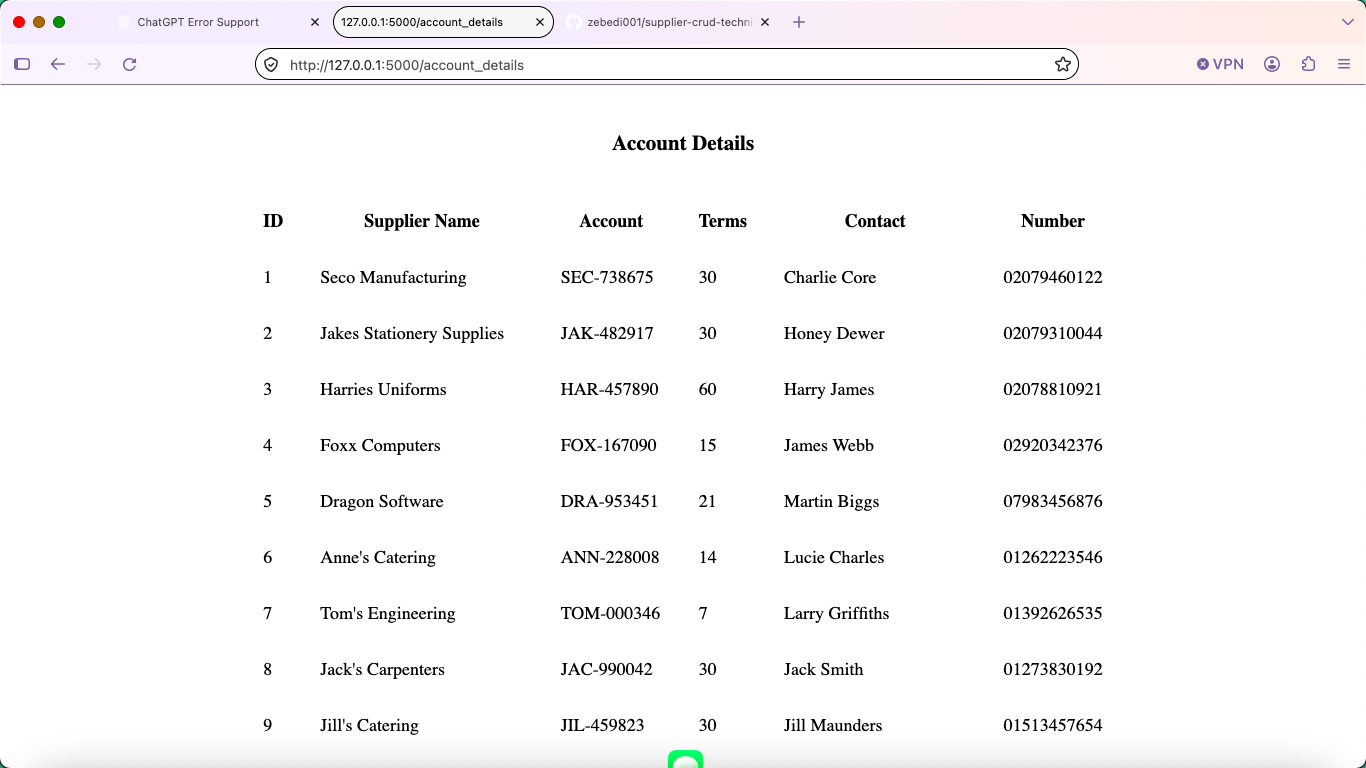 ChatGPT Error Support
127.0.0.1:5000/account_details
zebedi001/supplier-crud-techni
http://127.0.0.1:5000/account_details
VPN
Account Details
ID Supplier Name Account Terms Contact Number
1 Seco Manufacturing SEC-738675 30 Charlie Core 02079460122
2 Jakes Stationery Supplies JAK-482917 30 Honey Dewer 02079310044
3 Harries Uniforms HAR-457890 60 Harry James 02078810921
4 Foxx Computers FOX-167090 15 James Webb 02920342376
5 Dragon Software DRA-953451 21 Martin Biggs 07983456876
6 Anne's Catering ANN-228008 14 Lucie Charles 01262223546
7 Tom's Engineering TOM-000346 7 Larry Griffiths 01392626535
8 Jack's Carpenters JAC-990042 30 Jack Smith 01273830192
9 Jill's Catering JIL-459823 30 Jill Maunders 01513457654